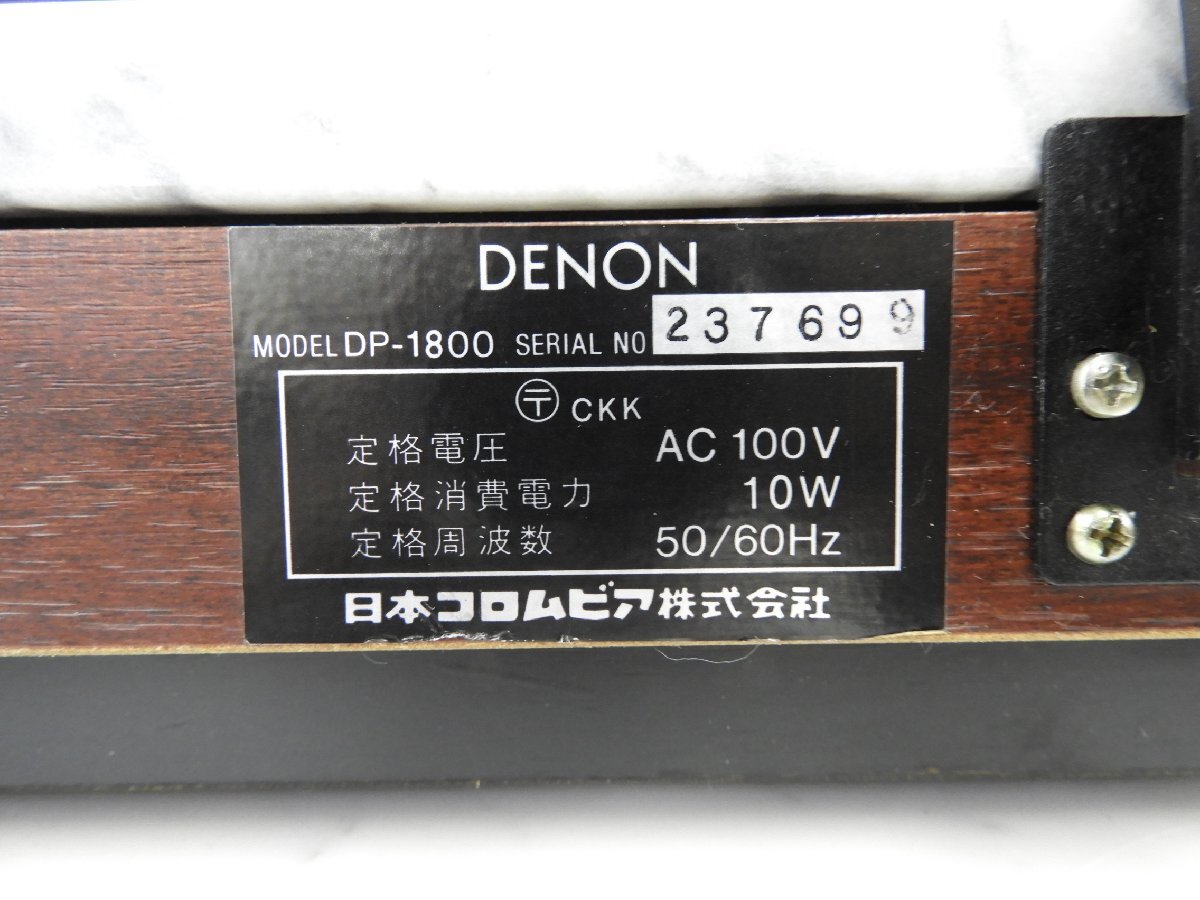 DENON
MODEL DP-1800 SERIAL NO 237699
〒 CKK
定格電圧 AC 100V
定格消費電力 10W
定格周波数 50/60Hz
日本コロムビア株式会社